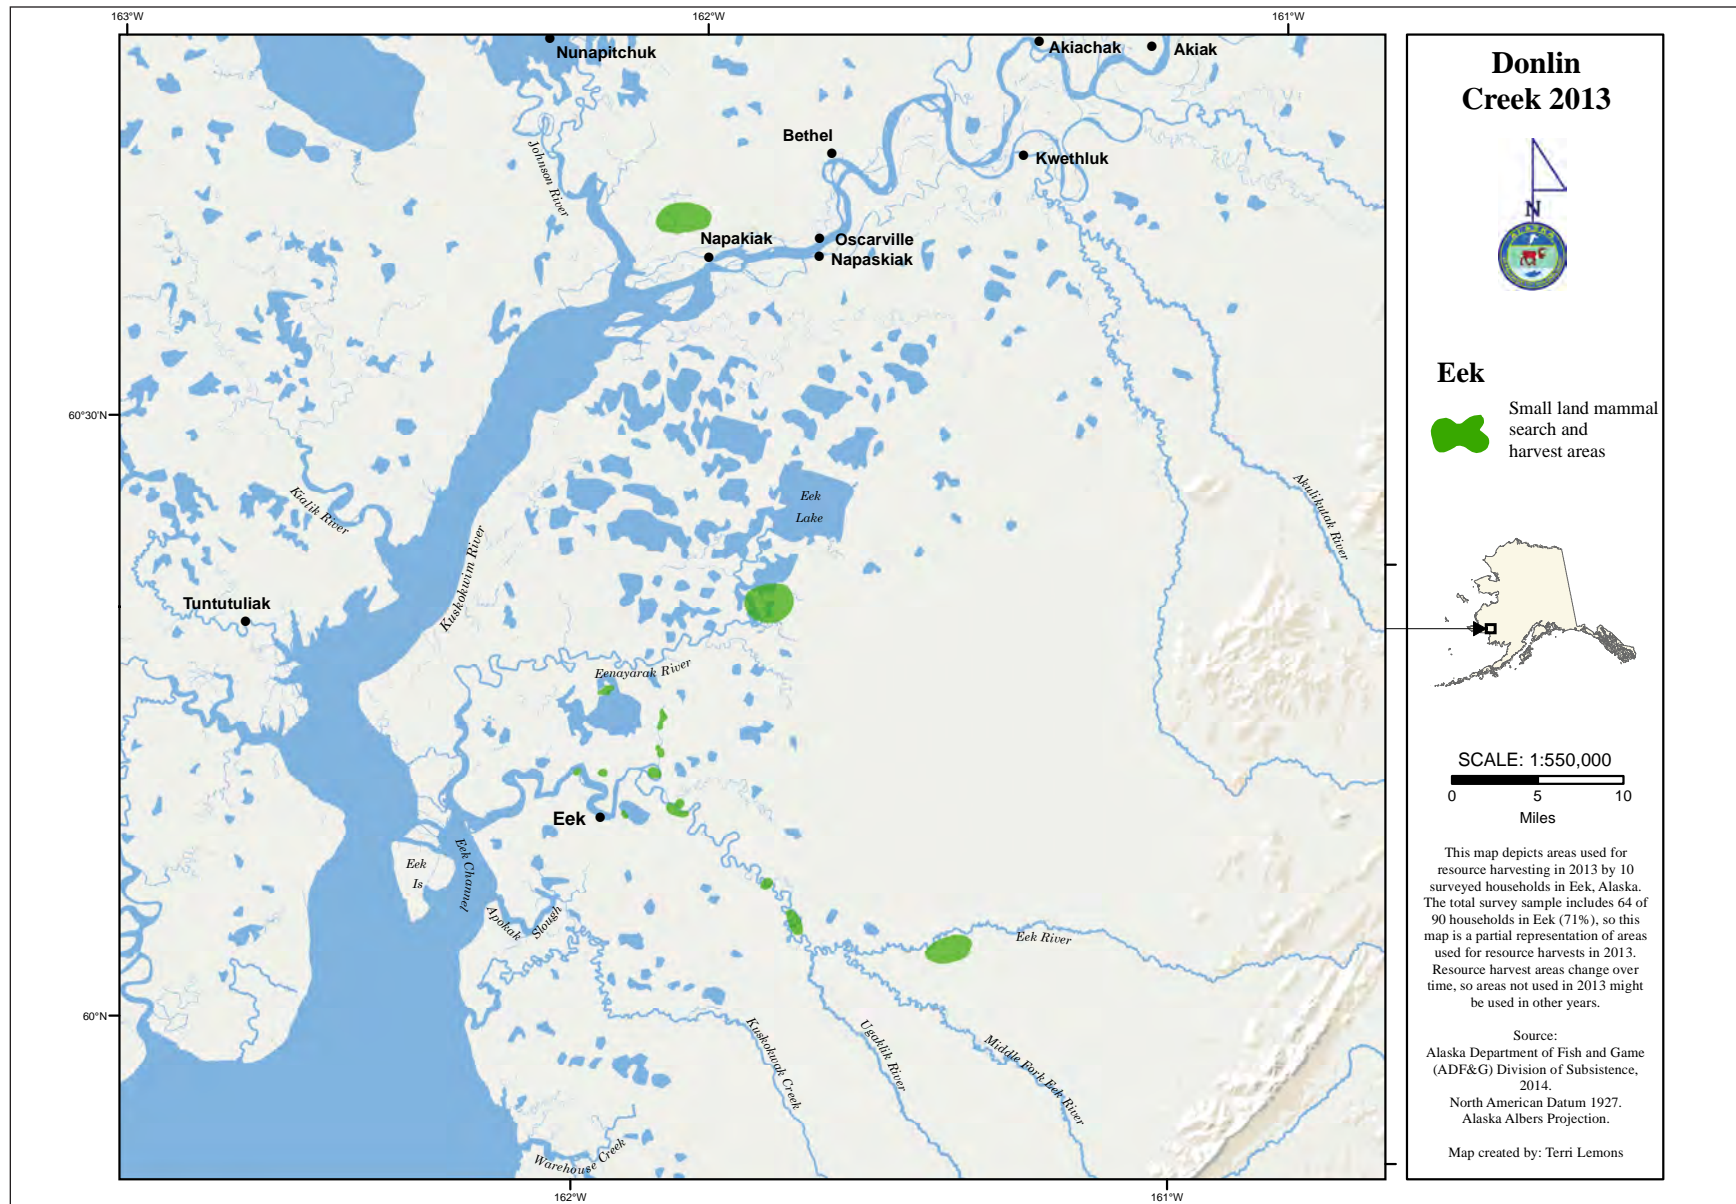 163°W
162°W
161°W
Nunapitchuk
Akiachak
Akiak
Bethel
Kwethluk
Johnson River
Napakiak
Oscarville
Napaskiak
60°30'N
Eek
Lake
Kialik River
Akulikutak River
Kuskokwim River
Tuntutuliak
Eenayarak River
Eek
Eek
Is
Eek Channel
Apokak
Slough
Eek River
60°N
Kuskokwak Creek
Ugaklik River
Middle Fork Eek River
Warehouse Creek
162°W
161°W
Donlin
Creek 2013
N
ALASKA
Eek
Small land mammal
search and
harvest areas
SCALE: 1:550,000
0 5 10
Miles
This map depicts areas used for
resource harvesting in 2013 by 10
surveyed households in Eek, Alaska.
The total survey sample includes 64 of
90 households in Eek (71%), so this
map is a partial representation of areas
used for resource harvests in 2013.
Resource harvest areas change over
time, so areas not used in 2013 might
be used in other years.
Source:
Alaska Department of Fish and Game
(ADF&G) Division of Subsistence,
2014.
North American Datum 1927.
Alaska Albers Projection.
Map created by: Terri Lemons